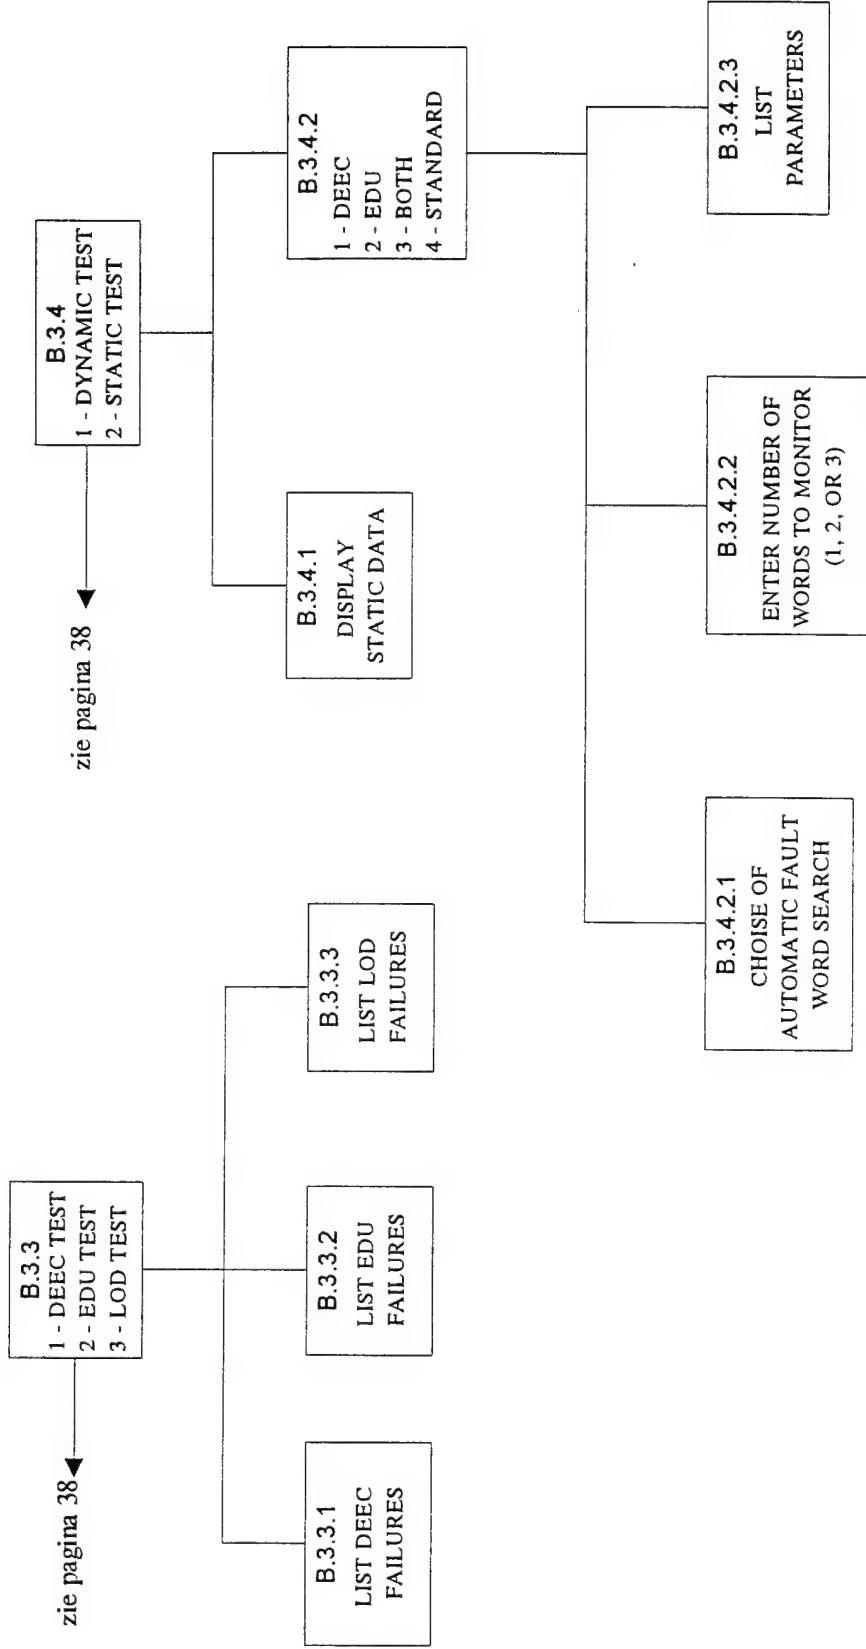 zie pagina 38
B.3.3
1 - DEEC TEST
2 - EDU TEST
3 - LOD TEST
B.3.3.1
LIST DEEC
FAILURES
B.3.3.2
LIST EDU
FAILURES
B.3.3.3
LIST LOD
FAILURES
zie pagina 38
B.3.4
1 - DYNAMIC TEST
2 - STATIC TEST
B.3.4.1
DISPLAY
STATIC DATA
B.3.4.2
1 - DEEC
2 - EDU
3 - BOTH
4 - STANDARD
B.3.4.2.1
CHOISE OF
AUTOMATIC FAULT
WORD SEARCH
B.3.4.2.2
ENTER NUMBER OF
WORDS TO MONITOR
(1, 2, OR 3)
B.3.4.2.3
LIST
PARAMETERS